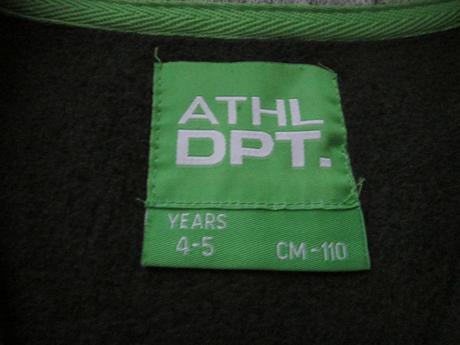 ATHL
DPT.
YEARS
4-5 CM-110